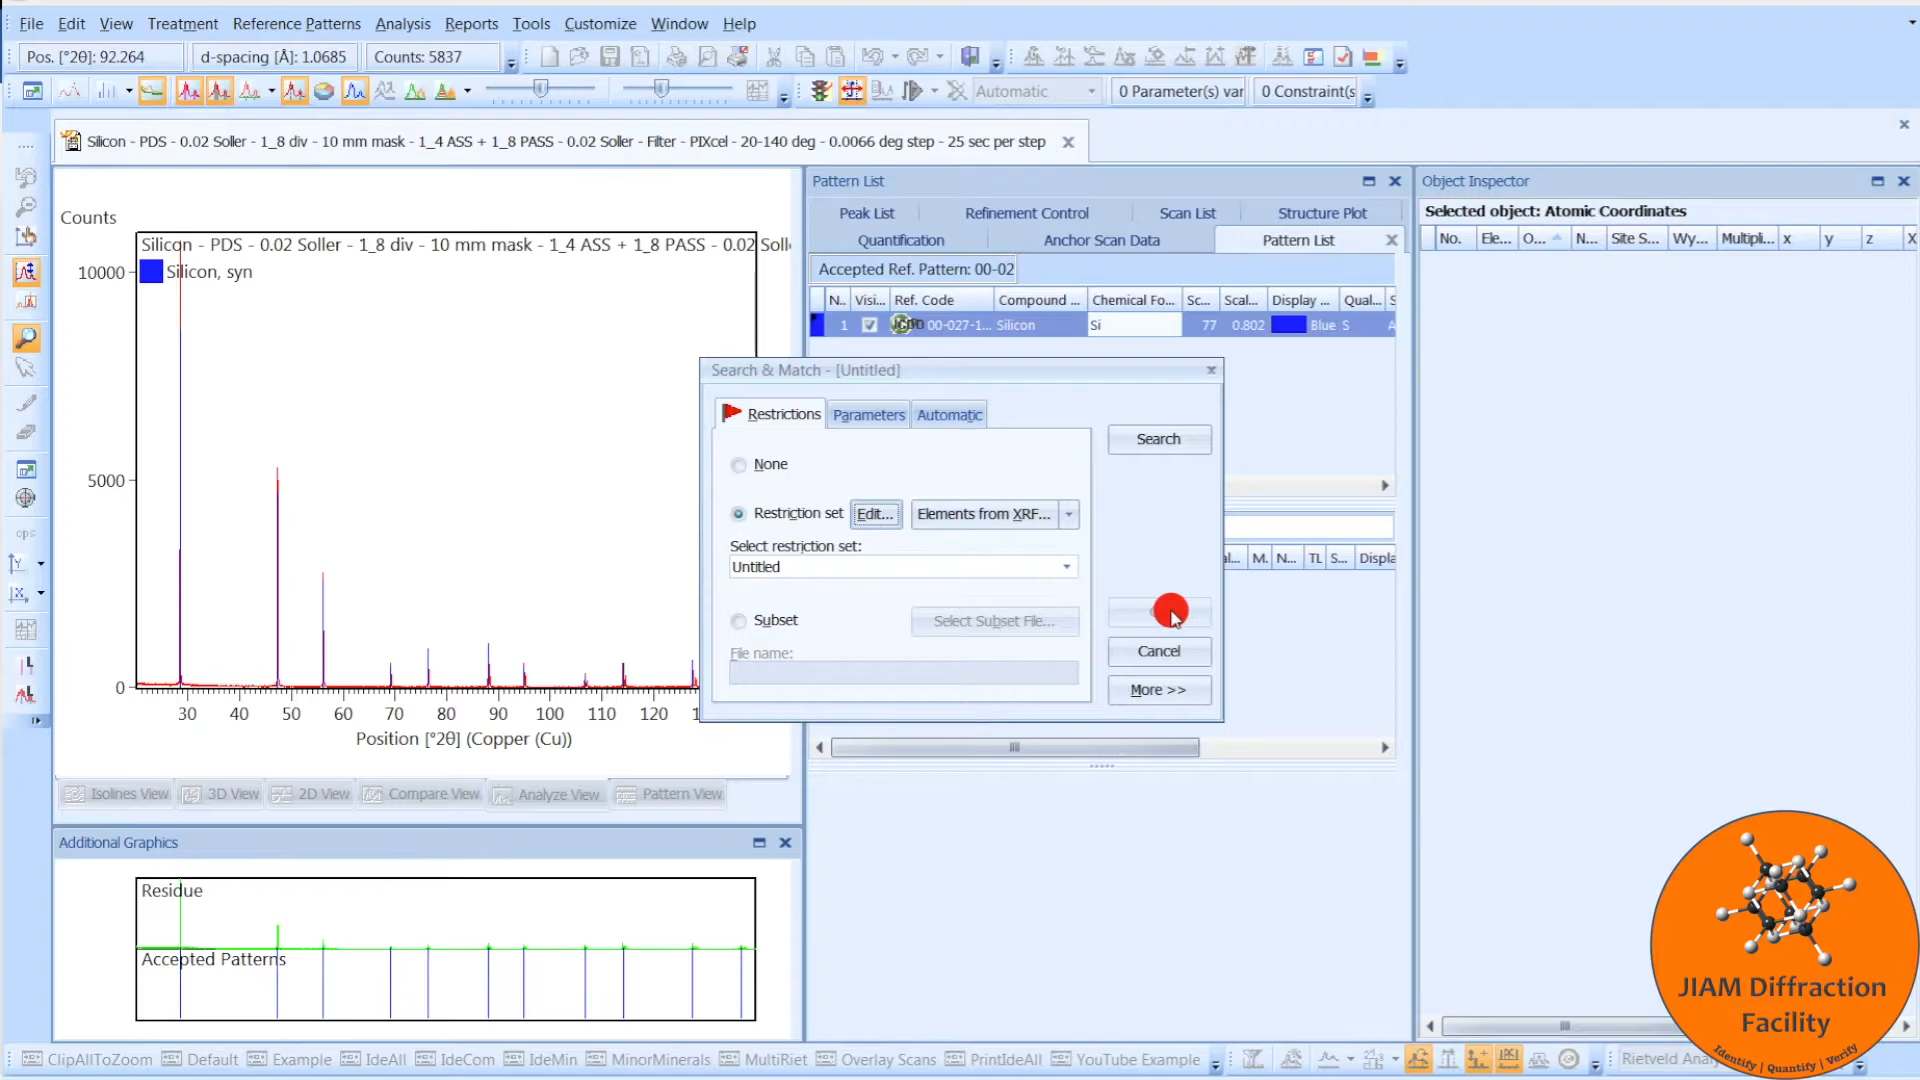 File Edit View Treatment Reference Patterns Analysis Reports Tools Customize Window Help
Pos. [°2θ]: 92.264 d-spacing [Å]: 1.0685 Counts: 5837
Automatic 0 Parameter(s) var 0 Constraint(s
Silicon - PDS - 0.02 Soller - 1_8 div - 10 mm mask - 1_4 ASS + 1_8 PASS - 0.02 Soller - Filter - PIXcel - 20-140 deg - 0.0066 deg step - 25 sec per step
Pattern List
Object Inspector
Peak List Refinement Control Scan List Structure Plot
Selected object: Atomic Coordinates
Quantification Anchor Scan Data Pattern List
No. Ele... O... N... Site S... Wy... Multipli... x y z X
Accepted Ref. Pattern: 00-02
N.. Visi... Ref. Code Compound ... Chemical Fo... Sc... Scal... Display ... Qual... S
1 00-027-1... Silicon Si 77 0.802 Blue S A
Counts
Silicon - PDS - 0.02 Soller - 1_8 div - 10 mm mask - 1_4 ASS + 1_8 PASS - 0.02 Soll
Silicon, syn
10000
5000
0
30 40 50 60 70 80 90 100 110 120 1
Position [°2θ] (Copper (Cu))
Search & Match - [Untitled]
Restrictions Parameters Automatic
Search
None
Restriction set Edit... Elements from XRF...
Select restriction set:
Untitled
Subset Select Subset File...
File name:
Cancel
More >>
al... M. N... TL S... Displa
cps
Y
X
Isolines View 3D View 2D View Compare View Analyze View Pattern View
Additional Graphics
Residue
Accepted Patterns
JIAM Diffraction
Facility
Identify | Quantify | Verify
ClipAllToZoom Default Example IdeAll IdeCom IdeMin MinorMinerals MultiRiet Overlay Scans PrintIdeAll YouTube Example Rietveld Anal